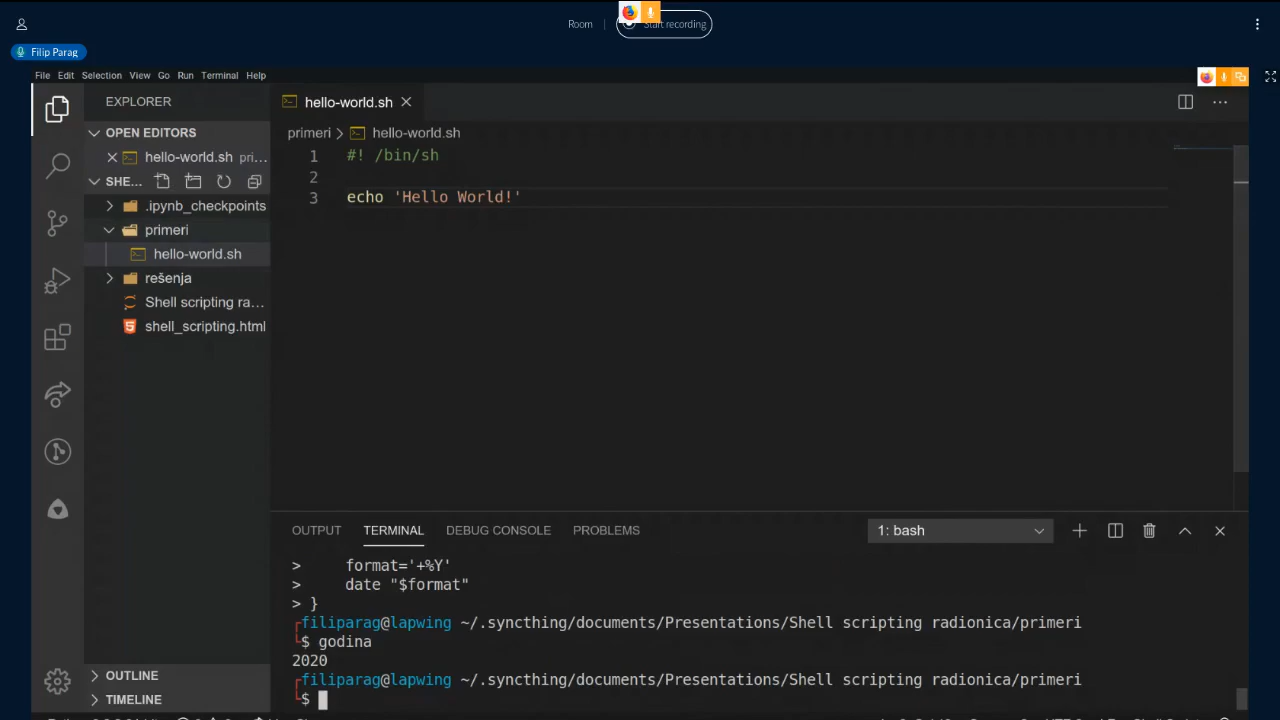 Room
Start recording
Filip Parag
File Edit Selection View Go Run Terminal Help
EXPLORER
OPEN EDITORS
hello-world.sh pri...
SHE...
.ipynb_checkpoints
primeri
hello-world.sh
rešenja
Shell scripting ra...
shell_scripting.html
OUTLINE
TIMELINE
hello-world.sh
primeri > hello-world.sh
1 #! /bin/sh
2
3 echo 'Hello World!'
OUTPUT TERMINAL DEBUG CONSOLE PROBLEMS
1: bash
> format='+%Y'
> date "$format"
> }
┌filiparag@lapwing ~/.syncthing/documents/Presentations/Shell scripting radionica/primeri
└$ godina
2020
┌filiparag@lapwing ~/.syncthing/documents/Presentations/Shell scripting radionica/primeri
└$